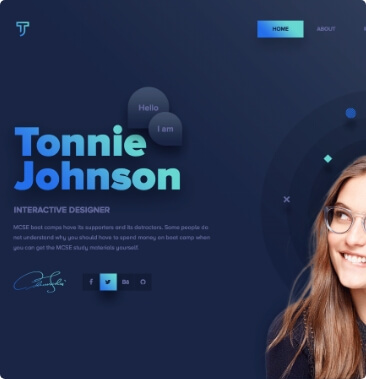 HOME
ABOUT
Hello
I am
Tonnie
Johnson
INTERACTIVE DESIGNER
MCSE boot camps have its supporters and its detractors. Some people do
not understand why you should have to spend money on boot camp when
you can get the MCSE study materials yourself.
f
Bē